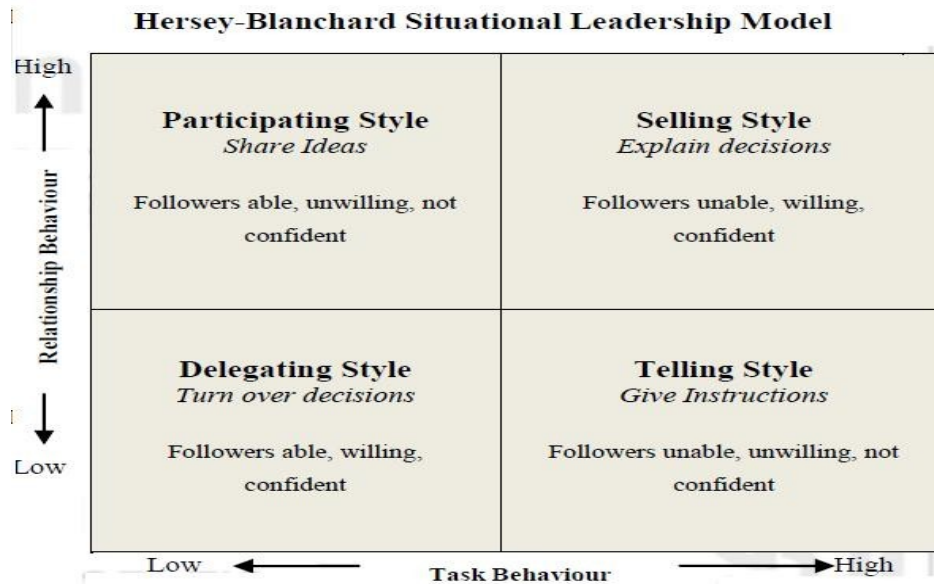 Hersey-Blanchard Situational Leadership Model
High
Participating Style
Share Ideas
Followers able, unwilling, not
confident
Selling Style
Explain decisions
Followers unable, willing,
confident
Relationship Behaviour
Delegating Style
Turn over decisions
Followers able, willing,
confident
Telling Style
Give Instructions
Followers unable, unwilling, not
confident
Low
Low
Task Behaviour
High